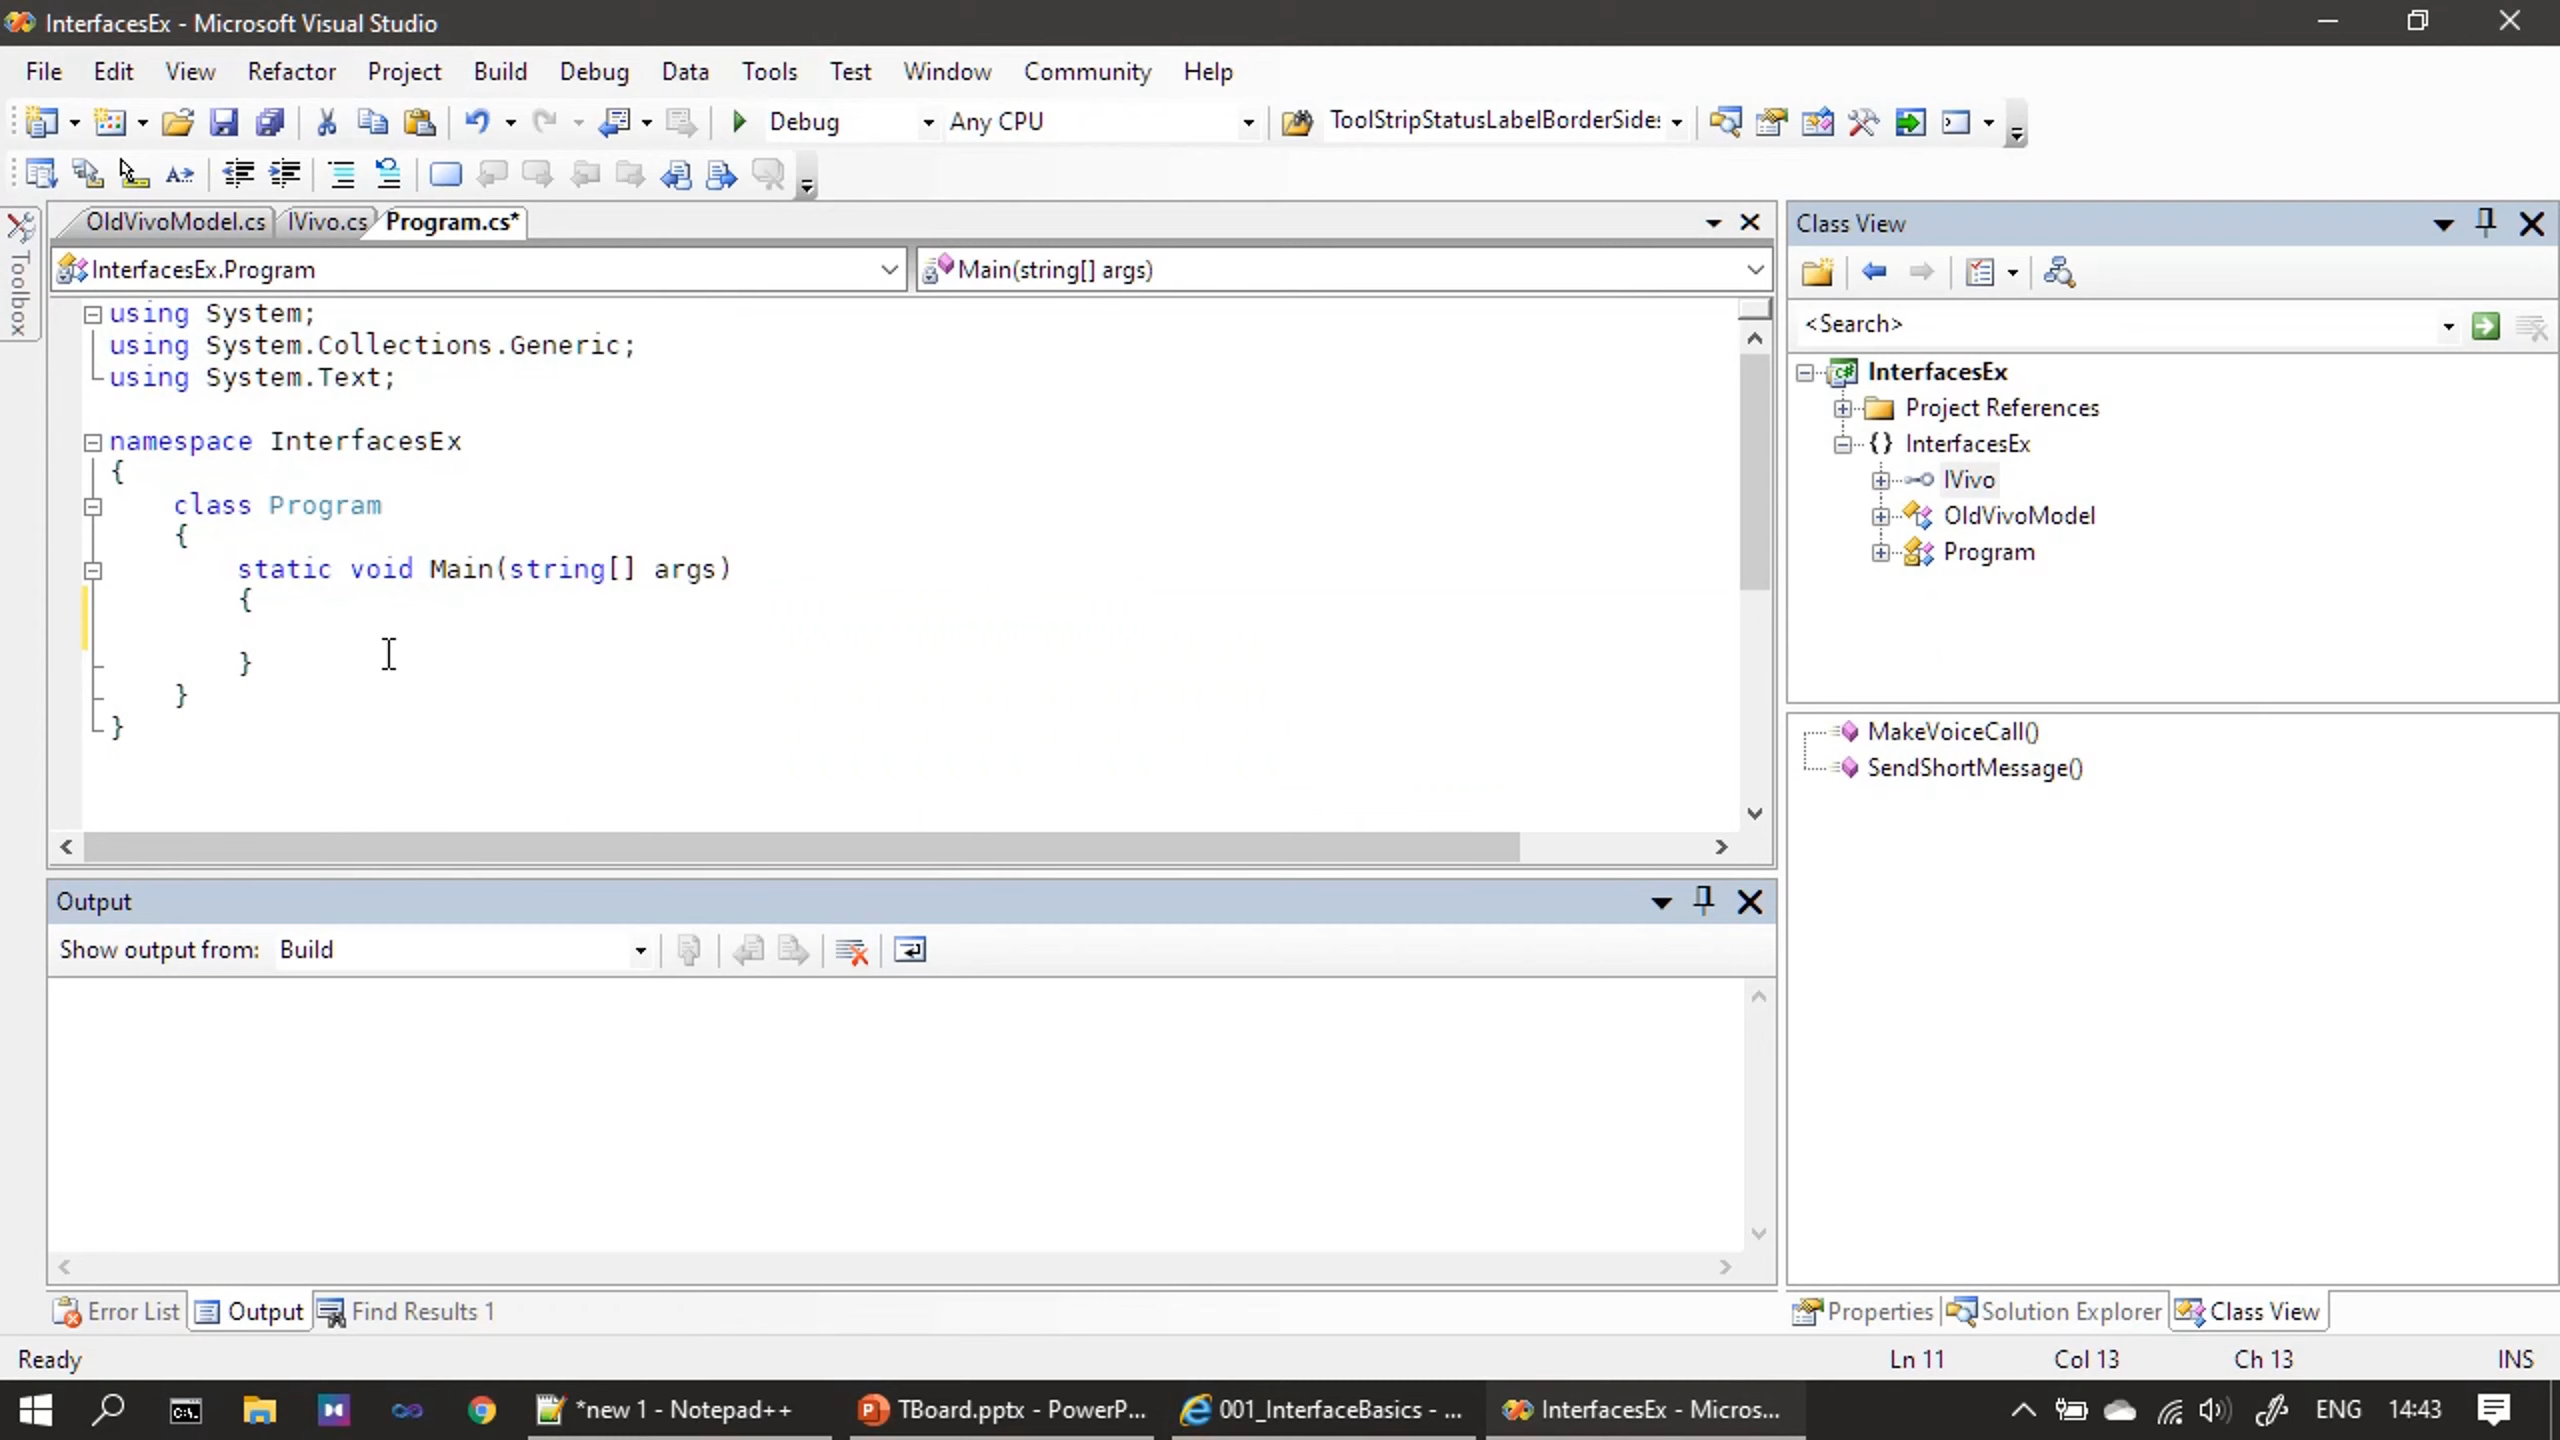 InterfacesEx - Microsoft Visual Studio
File Edit View Refactor Project Build Debug Data Tools Test Window Community Help
Debug Any CPU ToolStripStatusLabelBorderSide:
Toolbox
OldVivoModel.cs IVivo.cs Program.cs*
InterfacesEx.Program Main(string[] args)
using System;
using System.Collections.Generic;
using System.Text;
namespace InterfacesEx
{
class Program
{
static void Main(string[] args)
{
}
}
}
Output
Show output from: Build
Error List Output Find Results 1
Class View
<Search>
InterfacesEx
Project References
{} InterfacesEx
IVivo
OldVivoModel
Program
MakeVoiceCall()
SendShortMessage()
Properties Solution Explorer Class View
Ready Ln 11 Col 13 Ch 13 INS
*new 1 - Notepad++ TBoard.pptx - PowerP... 001_InterfaceBasics - ... InterfacesEx - Micros... ENG 14:43